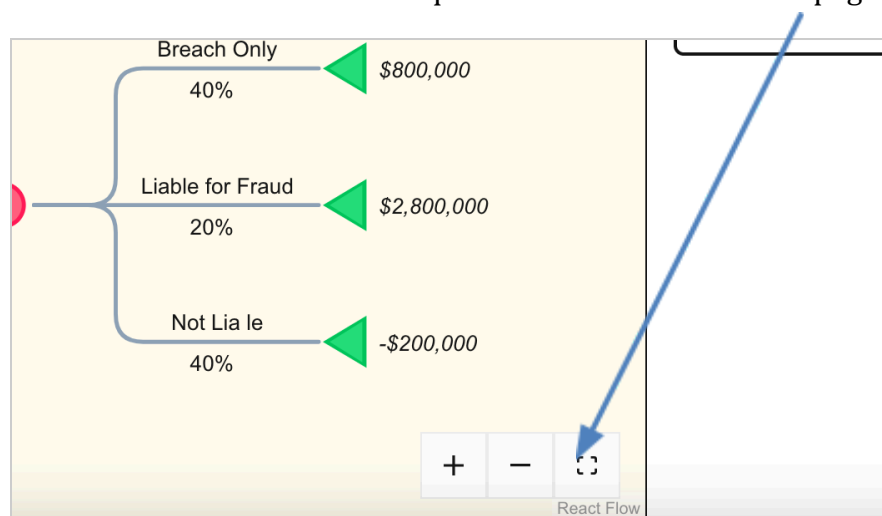 Breach Only
40%
$800,000
Liable for Fraud
20%
$2,800,000
Not Lia le
40%
-$200,000
React Flow